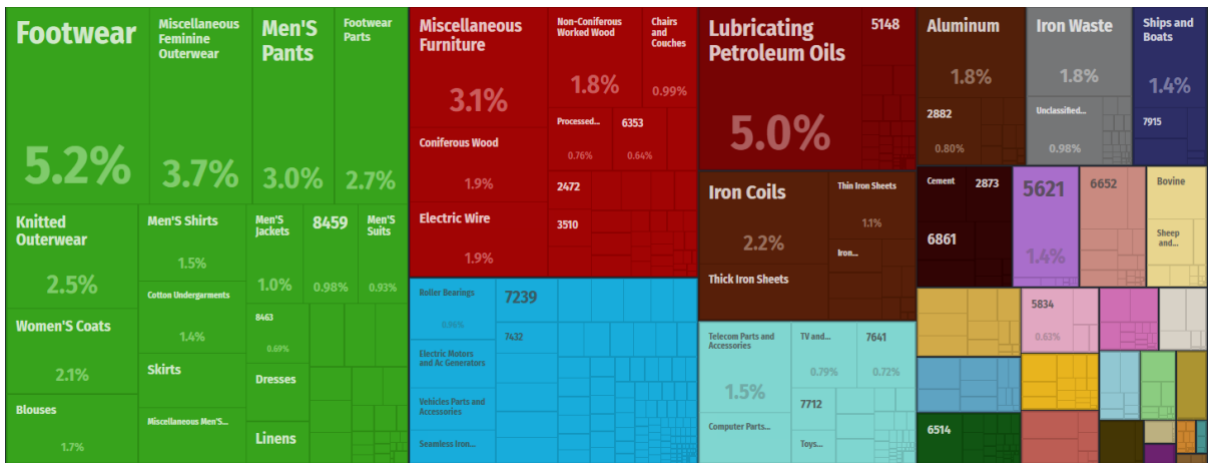 Footwear
5.2%
Miscellaneous
Feminine
Outerwear
3.7%
Men'S
Pants
3.0%
Footwear
Parts
2.7%
Knitted
Outerwear
2.5%
Women'S Coats
2.1%
Blouses
1.7%
Men'S Shirts
1.5%
Cotton Undergarments
1.4%
Skirts
Miscellaneous Men'S...
Men'S
Jackets
1.0%
8459
0.98%
Men'S
Suits
0.93%
8463
0.69%
Dresses
Linens
Miscellaneous
Furniture
3.1%
Coniferous Wood
1.9%
Electric Wire
1.9%
Non-Coniferous
Worked Wood
1.8%
Chairs
and
Couches
0.99%
Processed...
0.76%
6353
0.64%
2472
3510
Roller Bearings
0.96%
Electric Motors
and Ac Generators
Vehicles Parts and
Accessories
Seamless Iron...
7239
7432
Lubricating
Petroleum Oils
5.0%
5148
Iron Coils
2.2%
Thin Iron Sheets
1.1%
Iron...
Thick Iron Sheets
Telecom Parts and
Accessories
1.5%
Computer Parts...
TV and...
0.79%
7641
0.72%
7712
Toys...
Aluminum
1.8%
2882
0.80%
Iron Waste
1.8%
Unclassified...
0.98%
Ships and
Boats
1.4%
7915
Cement
2873
6861
5621
1.4%
6652
Bovine
Sheep
and...
5834
0.63%
6514